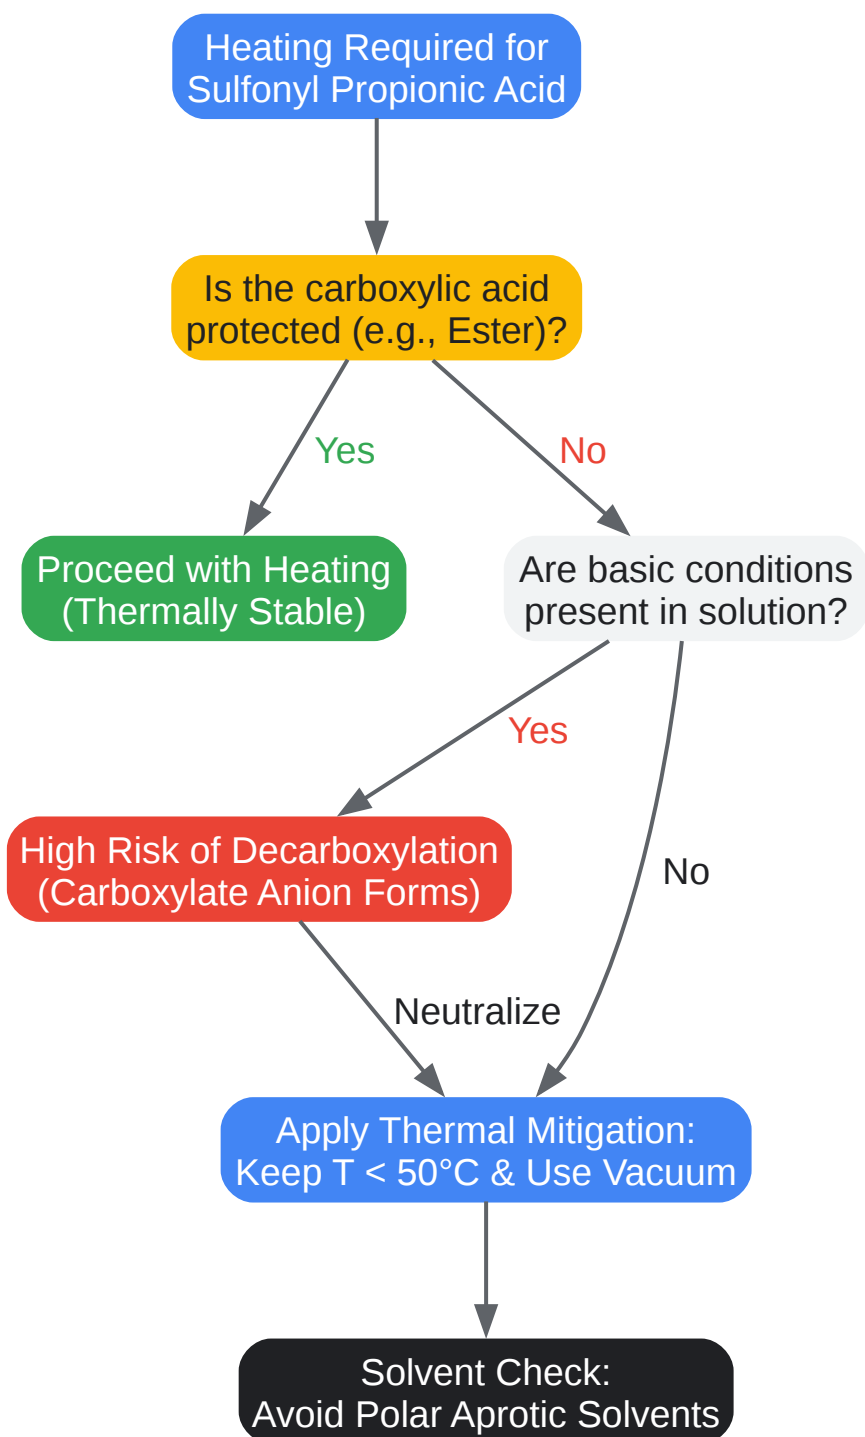 Heating Required for
Sulfonyl Propionic Acid
Is the carboxylic acid
protected (e.g., Ester)?
Yes
No
Proceed with Heating
(Thermally Stable)
Are basic conditions
present in solution?
Yes
No
High Risk of Decarboxylation
(Carboxylate Anion Forms)
Neutralize
Apply Thermal Mitigation:
Keep T < 50°C & Use Vacuum
Solvent Check:
Avoid Polar Aprotic Solvents